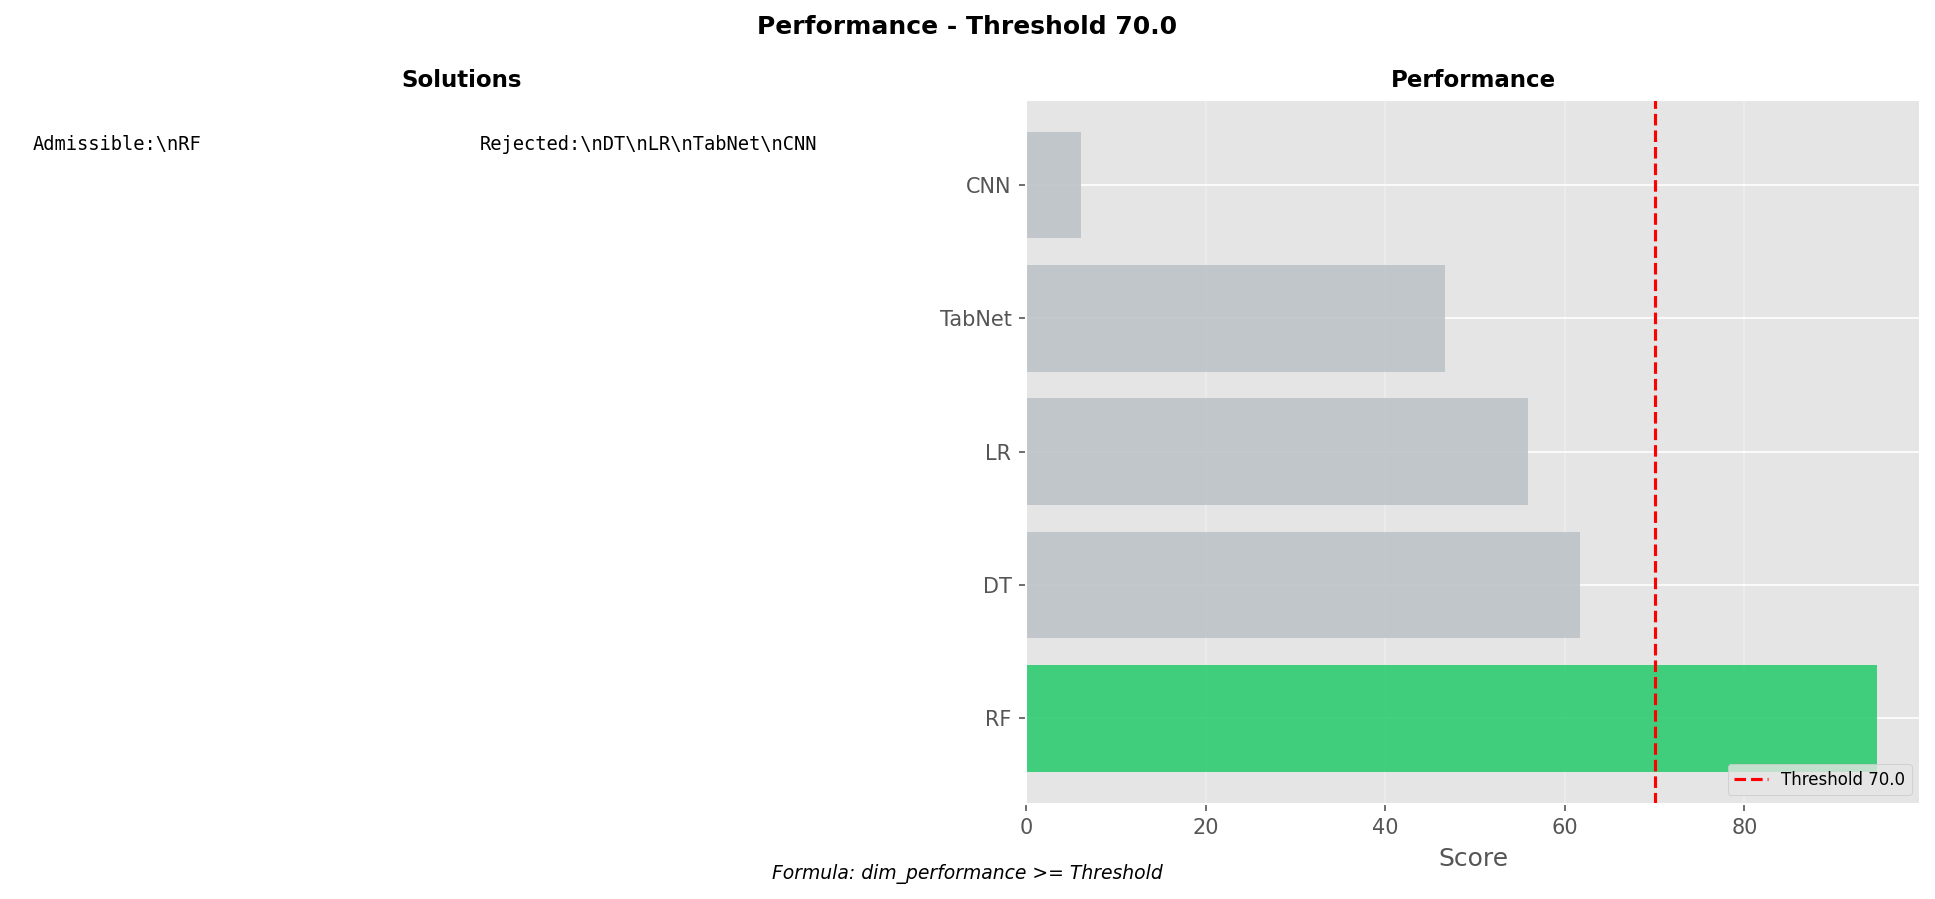 Performance - Threshold 70.0
Solutions
Admissible:\nRF
Rejected:\nDT\nLR\nTabNet\nCNN
Performance
CNN
TabNet
LR
DT
RF
Threshold 70.0
0 20 40 60 80
Score
Formula: dim_performance >= Threshold